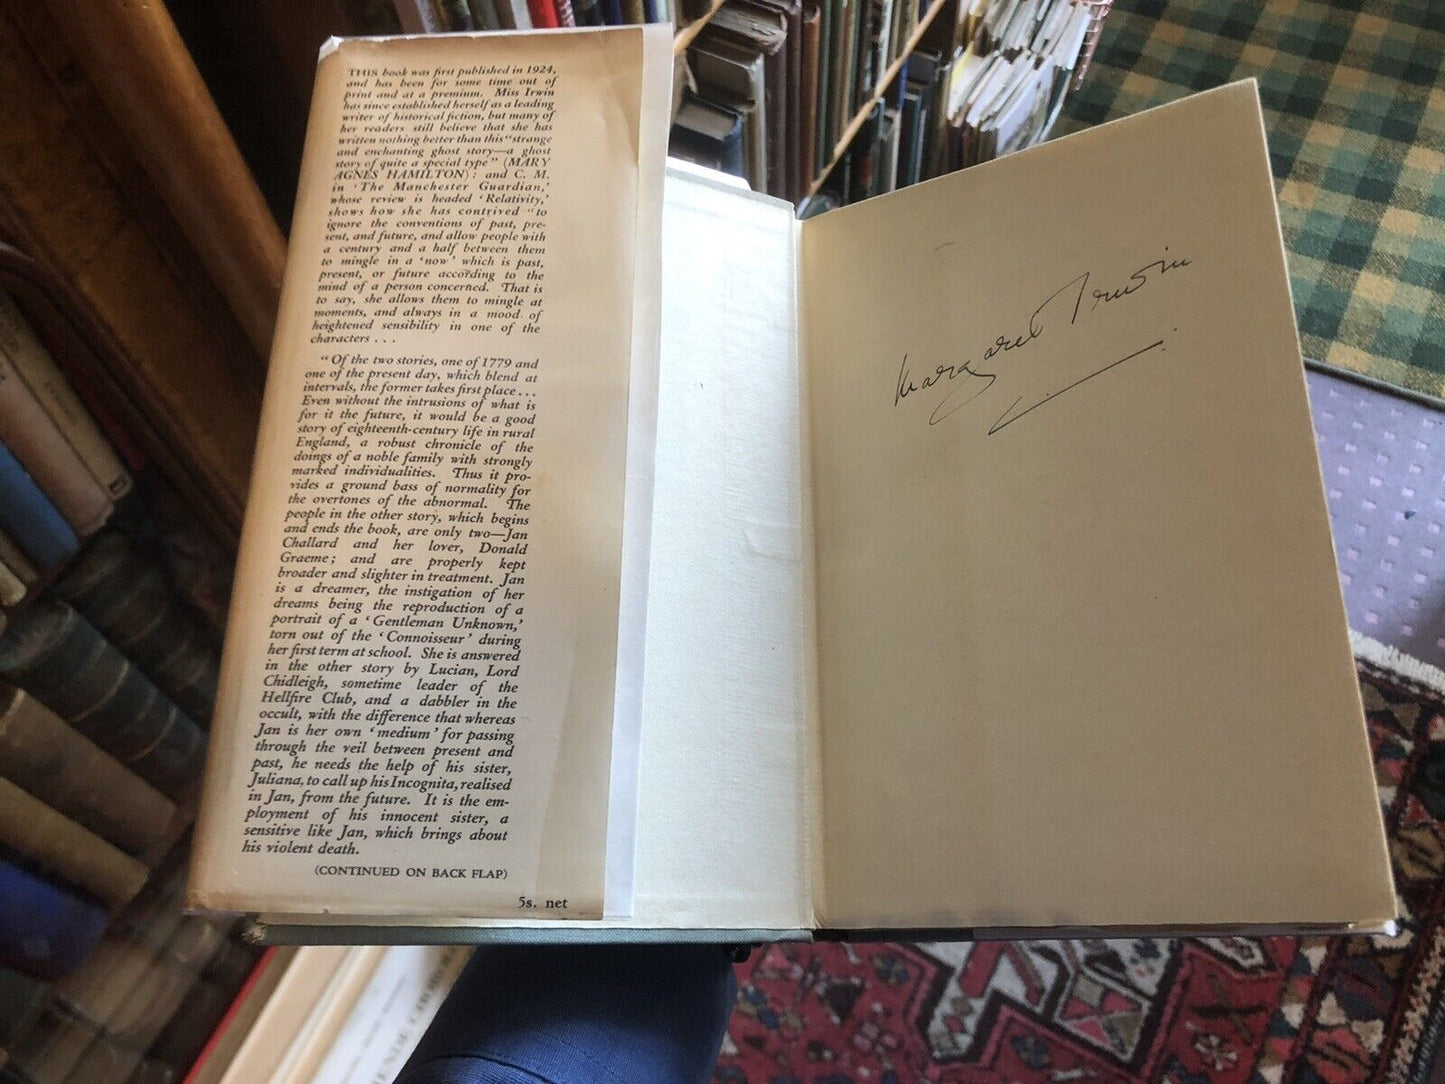 THIS book was first published in 1924,
and has been for some time out of
print and at a premium. Miss Irwin
has since established herself as a leading
writer of historical fiction, but many of
her readers still believe that she has
written nothing better than this "strange
and enchanting ghost story—a ghost
story of quite a special type" (MARY
AGNES HAMILTON): and C. M.
in 'The Manchester Guardian,'
whose review is headed 'Relativity,'
shows how she has contrived "to
ignore the conventions of past, pre-
sent, and future, and allow people with
a century and a half between them
to mingle in a 'now' which is past,
present, or future according to the
mind of a person concerned. That is
to say, she allows them to mingle at
moments, and always in a mood of
heightened sensibility in one of the
characters . . .
"Of the two stories, one of 1779 and
one of the present day, which blend at
intervals, the former takes first place . . .
Even without the intrusions of what is
for it the future, it would be a good
story of eighteenth-century life in rural
England, a robust chronicle of the
doings of a noble family with strongly
marked individualities. Thus it pro-
vides a ground bass of normality for
the overtones of the abnormal. The
people in the other story, which begins
and ends the book, are only two—Jan
Challard and her lover, Donald
Graeme; and are properly kept
broader and slighter in treatment. Jan
is a dreamer, the instigation of her
dreams being the reproduction of a
portrait of a 'Gentleman Unknown,'
torn out of the 'Connoisseur' during
her first term at school. She is answered
in the other story by Lucian, Lord
Chidleigh, sometime leader of the
Hellfire Club, and a dabbler in the
occult, with the difference that whereas
Jan is her own 'medium' for passing
through the veil between present and
past, he needs the help of his sister,
Juliana, to call up his Incognita, realised
in Jan, from the future. It is the em-
ployment of his innocent sister, a
sensitive like Jan, which brings about
his violent death.
(CONTINUED ON BACK FLAP)
5s. net
Margaret Irwin